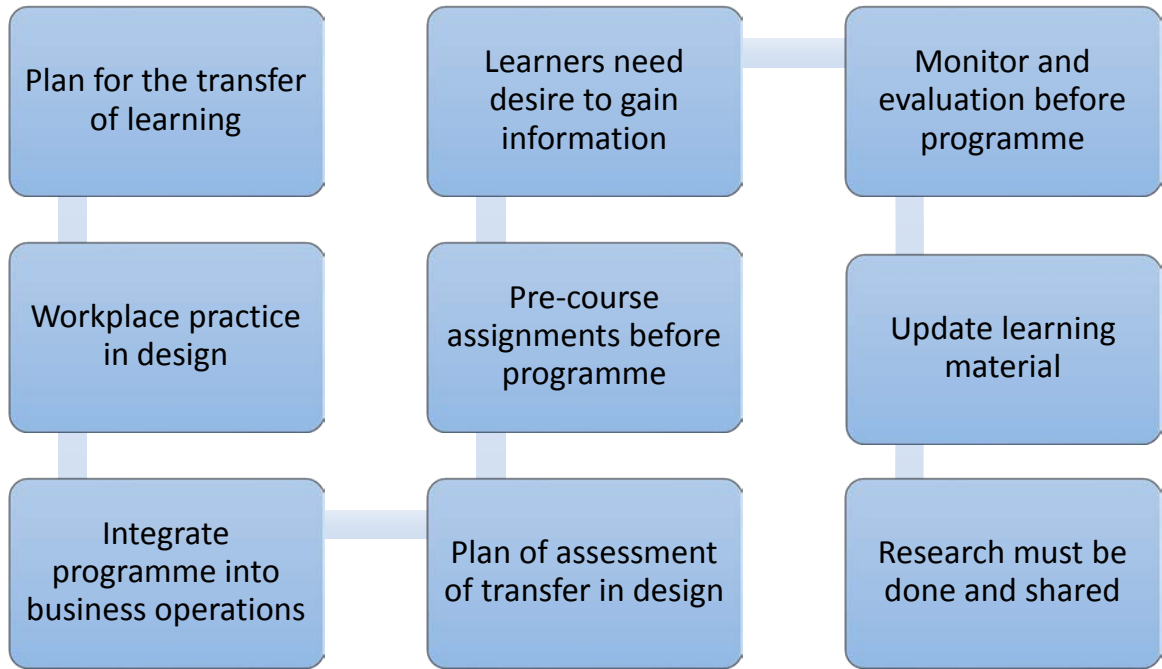 Plan for the transfer
of learning
Workplace practice
in design
Integrate
programme into
business operations
Plan of assessment
of transfer in design
Pre-course
assignments before
programme
Learners need
desire to gain
information
Monitor and
evaluation before
programme
Update learning
material
Research must be
done and shared